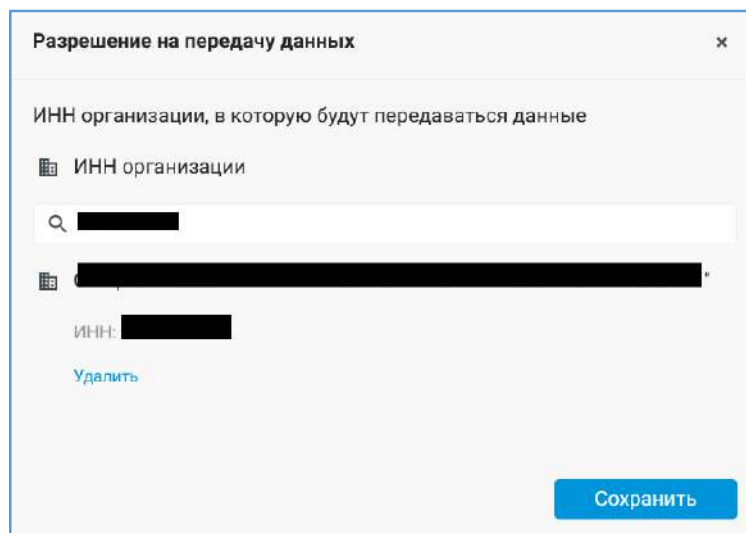 Разрешение на передачу данных ×
ИНН организации, в которую будут передаваться данные
ИНН организации
ИНН:
Удалить
Сохранить